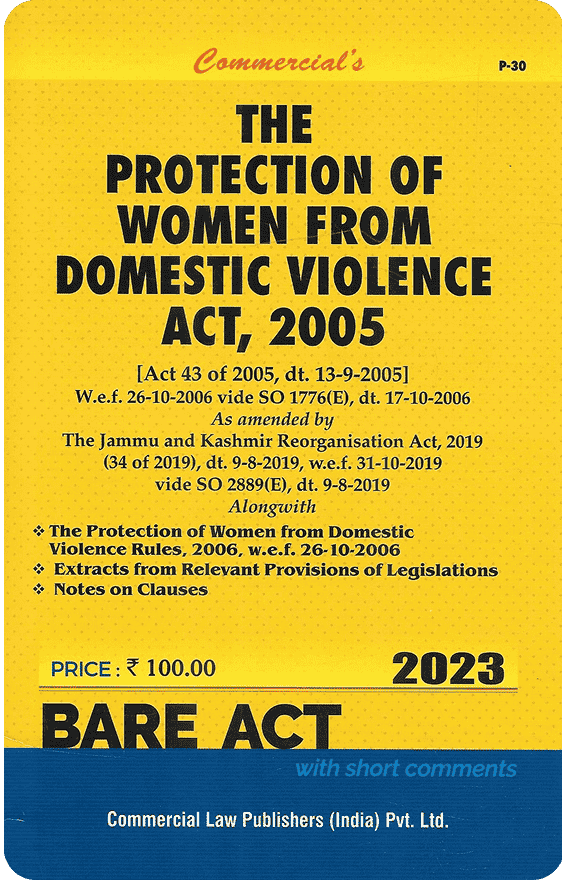 Commercial's
P-30
THE
PROTECTION OF
WOMEN FROM
DOMESTIC VIOLENCE
ACT, 2005
[Act 43 of 2005, dt. 13-9-2005]
W.e.f. 26-10-2006 vide SO 1776(E), dt. 17-10-2006
As amended by
The Jammu and Kashmir Reorganisation Act, 2019
(34 of 2019), dt. 9-8-2019, w.e.f. 31-10-2019
vide SO 2889(E), dt. 9-8-2019
Alongwith
❖ The Protection of Women from Domestic
Violence Rules, 2006, w.e.f. 26-10-2006
❖ Extracts from Relevant Provisions of Legislations
❖ Notes on Clauses
PRICE : ₹ 100.00
2023
BARE ACT
with short comments
Commercial Law Publishers (India) Pvt. Ltd.